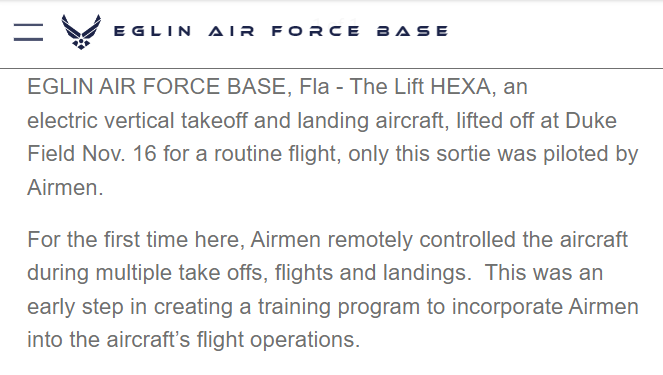 EGLIN AIR FORCE BASE
EGLIN AIR FORCE BASE, Fla - The Lift HEXA, an
electric vertical takeoff and landing aircraft, lifted off at Duke
Field Nov. 16 for a routine flight, only this sortie was piloted by
Airmen.
For the first time here, Airmen remotely controlled the aircraft
during multiple take offs, flights and landings.  This was an
early step in creating a training program to incorporate Airmen
into the aircraft’s flight operations.